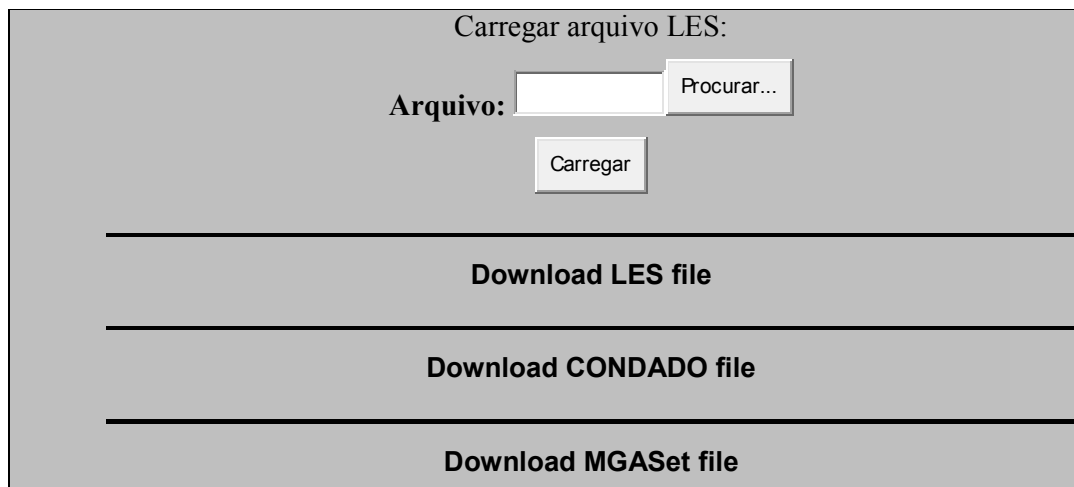 Carregar arquivo LES:
Arquivo: Procurar...
Carregar
Download LES file
Download CONDADO file
Download MGASet file